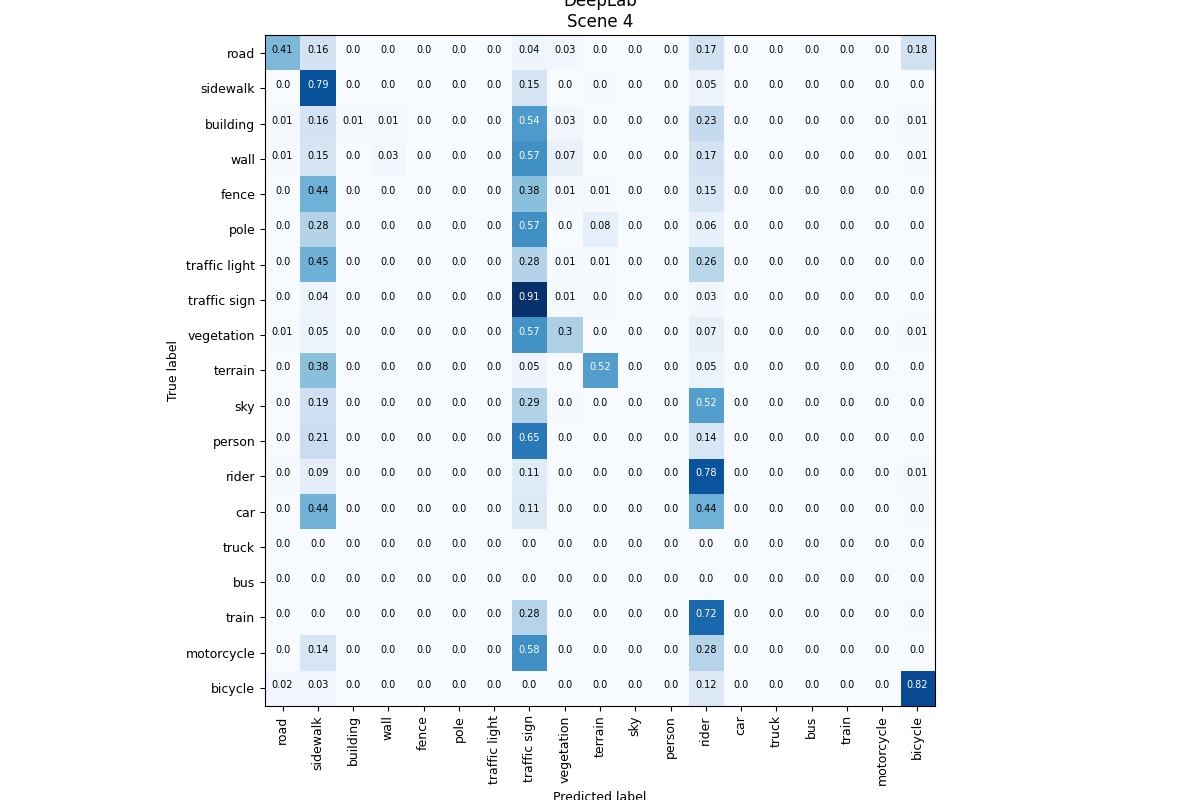 DeepLab
Scene 4
True label
road 0.41 0.16 0.0 0.0 0.0 0.0 0.0 0.04 0.03 0.0 0.0 0.0 0.17 0.0 0.0 0.0 0.0 0.0 0.18
sidewalk 0.0 0.79 0.0 0.0 0.0 0.0 0.0 0.15 0.0 0.0 0.0 0.0 0.05 0.0 0.0 0.0 0.0 0.0 0.0
building 0.01 0.16 0.01 0.01 0.0 0.0 0.0 0.54 0.03 0.0 0.0 0.0 0.23 0.0 0.0 0.0 0.0 0.0 0.01
wall 0.01 0.15 0.0 0.03 0.0 0.0 0.0 0.57 0.07 0.0 0.0 0.0 0.17 0.0 0.0 0.0 0.0 0.0 0.01
fence 0.0 0.44 0.0 0.0 0.0 0.0 0.0 0.38 0.01 0.01 0.0 0.0 0.15 0.0 0.0 0.0 0.0 0.0 0.0
pole 0.0 0.28 0.0 0.0 0.0 0.0 0.0 0.57 0.0 0.08 0.0 0.0 0.06 0.0 0.0 0.0 0.0 0.0 0.0
traffic light 0.0 0.45 0.0 0.0 0.0 0.0 0.0 0.28 0.01 0.01 0.0 0.0 0.26 0.0 0.0 0.0 0.0 0.0 0.0
traffic sign 0.0 0.04 0.0 0.0 0.0 0.0 0.0 0.91 0.01 0.0 0.0 0.0 0.03 0.0 0.0 0.0 0.0 0.0 0.0
vegetation 0.01 0.05 0.0 0.0 0.0 0.0 0.0 0.57 0.3 0.0 0.0 0.0 0.07 0.0 0.0 0.0 0.0 0.0 0.01
terrain 0.0 0.38 0.0 0.0 0.0 0.0 0.0 0.05 0.0 0.52 0.0 0.0 0.05 0.0 0.0 0.0 0.0 0.0 0.0
sky 0.0 0.19 0.0 0.0 0.0 0.0 0.0 0.29 0.0 0.0 0.0 0.0 0.52 0.0 0.0 0.0 0.0 0.0 0.0
person 0.0 0.21 0.0 0.0 0.0 0.0 0.0 0.65 0.0 0.0 0.0 0.0 0.14 0.0 0.0 0.0 0.0 0.0 0.0
rider 0.0 0.09 0.0 0.0 0.0 0.0 0.0 0.11 0.0 0.0 0.0 0.0 0.78 0.0 0.0 0.0 0.0 0.0 0.01
car 0.0 0.44 0.0 0.0 0.0 0.0 0.0 0.11 0.0 0.0 0.0 0.0 0.44 0.0 0.0 0.0 0.0 0.0 0.0
truck 0.0 0.0 0.0 0.0 0.0 0.0 0.0 0.0 0.0 0.0 0.0 0.0 0.0 0.0 0.0 0.0 0.0 0.0 0.0
bus 0.0 0.0 0.0 0.0 0.0 0.0 0.0 0.0 0.0 0.0 0.0 0.0 0.0 0.0 0.0 0.0 0.0 0.0 0.0
train 0.0 0.0 0.0 0.0 0.0 0.0 0.0 0.28 0.0 0.0 0.0 0.0 0.72 0.0 0.0 0.0 0.0 0.0 0.0
motorcycle 0.0 0.14 0.0 0.0 0.0 0.0 0.0 0.58 0.0 0.0 0.0 0.0 0.28 0.0 0.0 0.0 0.0 0.0 0.0
bicycle 0.02 0.03 0.0 0.0 0.0 0.0 0.0 0.0 0.0 0.0 0.0 0.0 0.12 0.0 0.0 0.0 0.0 0.0 0.82
road sidewalk building wall fence pole traffic light traffic sign vegetation terrain sky person rider car truck bus train motorcycle bicycle
Predicted label